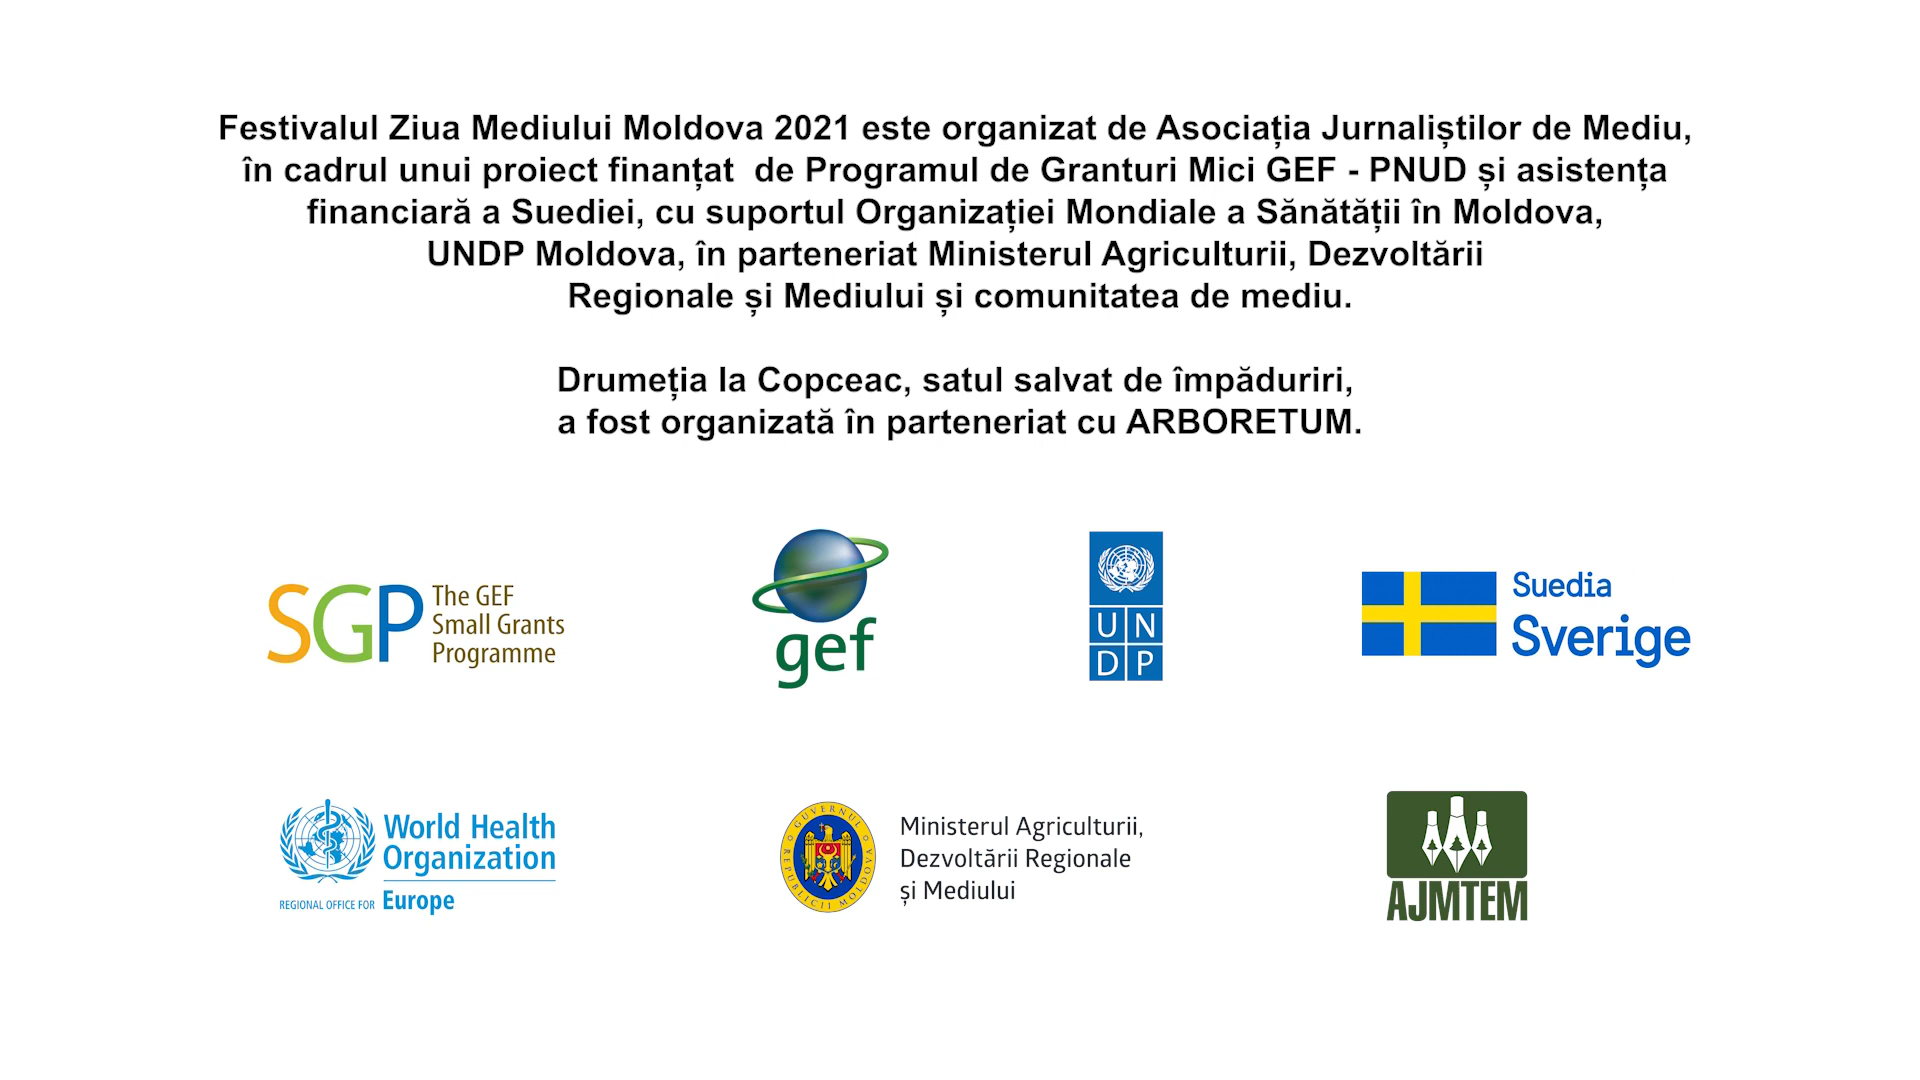 Festivalul Ziua Mediului Moldova 2021 este organizat de Asociația Jurnaliștilor de Mediu,
în cadrul unui proiect finanțat  de Programul de Granturi Mici GEF - PNUD și asistența
financiară a Suediei, cu suportul Organizației Mondiale a Sănătății în Moldova,
UNDP Moldova, în parteneriat Ministerul Agriculturii, Dezvoltării
Regionale și Mediului și comunitatea de mediu.
Drumeția la Copceac, satul salvat de împăduriri,
a fost organizată în parteneriat cu ARBORETUM.
SGP
The GEF
Small Grants
Programme
gef
U N
D P
Suedia
Sverige
World Health
Organization
REGIONAL OFFICE FOR Europe
GUVERNUL
REPUBLICII MOLDOVA
Ministerul Agriculturii,
Dezvoltării Regionale
și Mediului
AJMTEM